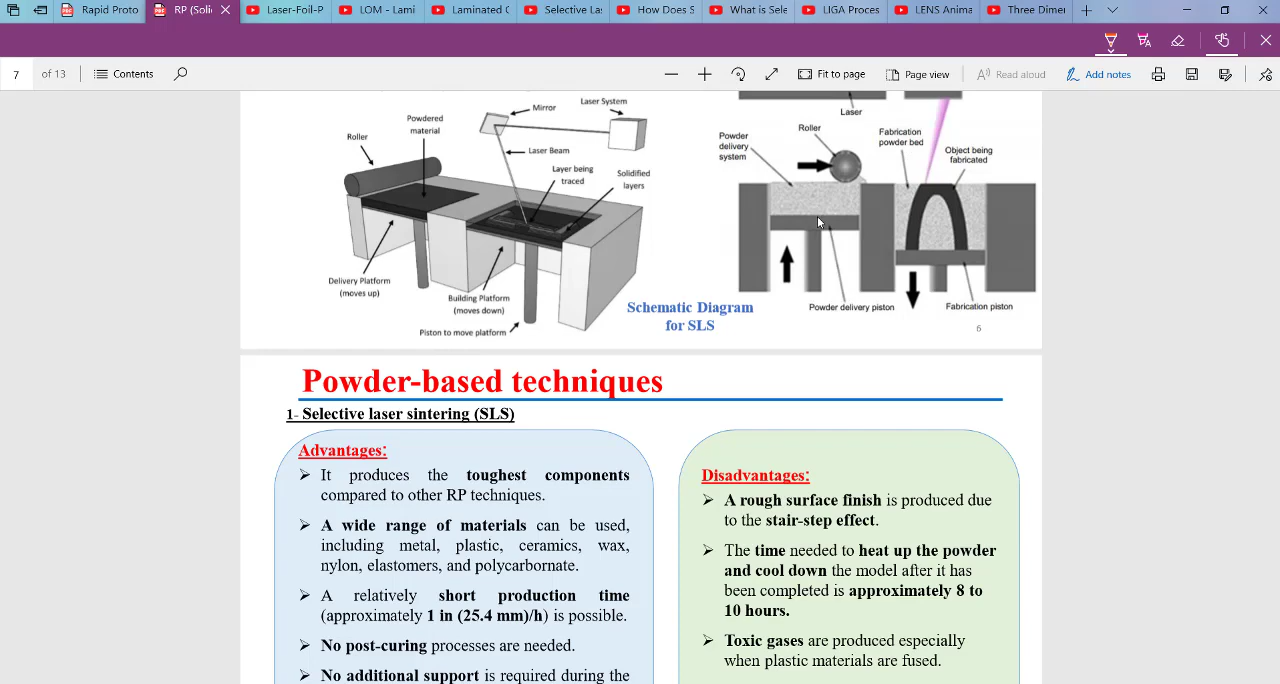 Rapid Proto
RP (Soli
Laser-Foil-P
LOM - Lami
Laminated O
Selective La
How Does S
What is Sele
LIGA Proces
LENS Anima
Three Dimer
7 of 13
Contents
Fit to page
Page view
Read aloud
Add notes
Roller
Powdered
material
Mirror
Laser System
Laser Beam
Layer being
traced
Solidified
layers
Delivery Platform
(moves up)
Building Platform
(moves down)
Piston to move platform
Laser
Powder
delivery
system
Roller
Fabrication
powder bed
Object being
fabricated
Powder delivery piston
Fabrication piston
Schematic Diagram
for SLS
6
Powder-based techniques
1- Selective laser sintering (SLS)
Advantages:
➢ It produces the toughest components
compared to other RP techniques.
➢ A wide range of materials can be used,
including metal, plastic, ceramics, wax,
nylon, elastomers, and polycarbornate.
➢ A relatively short production time
(approximately 1 in (25.4 mm)/h) is possible.
➢ No post-curing processes are needed.
➢ No additional support is required during the
Disadvantages:
➢ A rough surface finish is produced due
to the stair-step effect.
➢ The time needed to heat up the powder
and cool down the model after it has
been completed is approximately 8 to
10 hours.
➢ Toxic gases are produced especially
when plastic materials are fused.